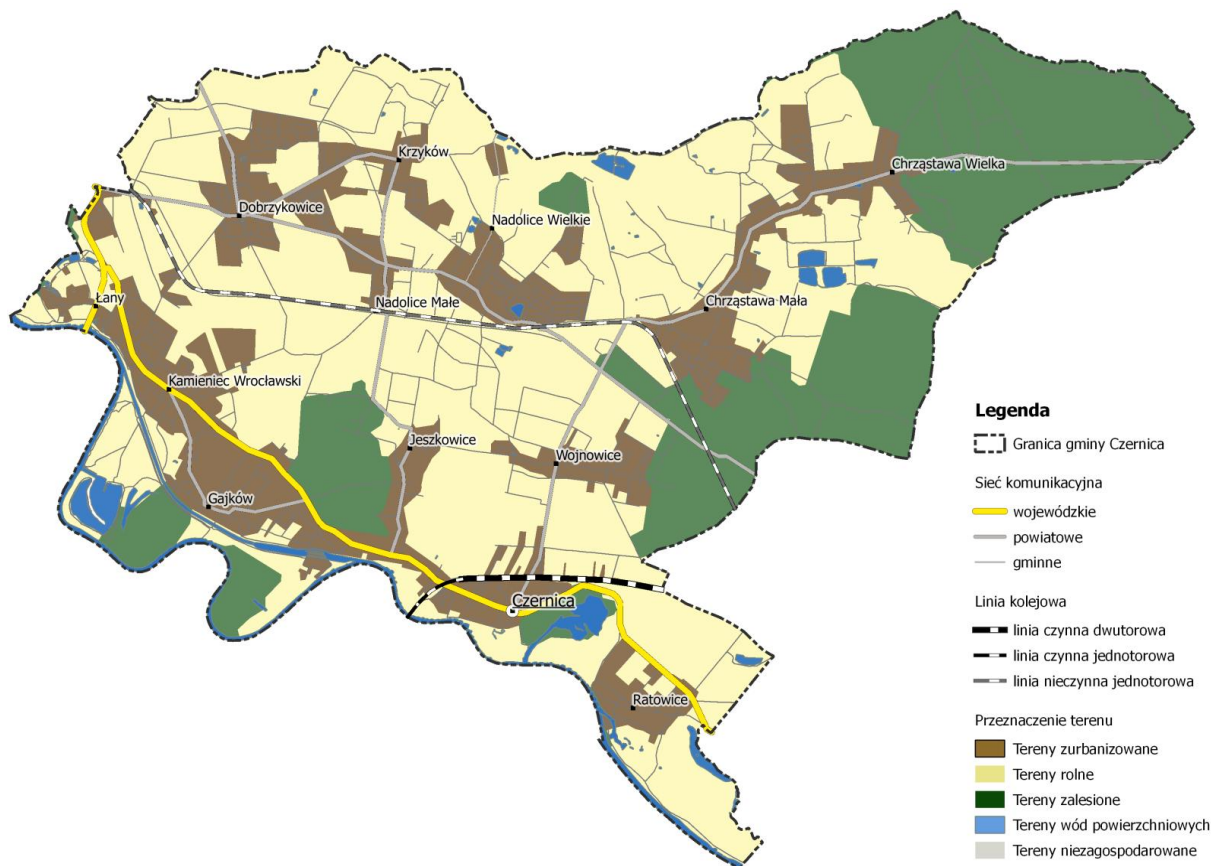 Krzyków
Chrząstawa Wielka
Dobrzykowice
Nadolice Wielkie
Łany
Nadolice Małe
Chrząstawa Mała
Kamieniec Wrocławski
Jeszkowice
Wojnowice
Gajków
Czernica
Ratowice
Legenda
Granica gminy Czernica
Sieć komunikacyjna
wojewódzkie
powiatowe
gminne
Linia kolejowa
linia czynna dwutorowa
linia czynna jednotorowa
linia nieczynna jednotorowa
Przeznaczenie terenu
Tereny zurbanizowane
Tereny rolne
Tereny zalesione
Tereny wód powierzchniowych
Tereny niezagospodarowane